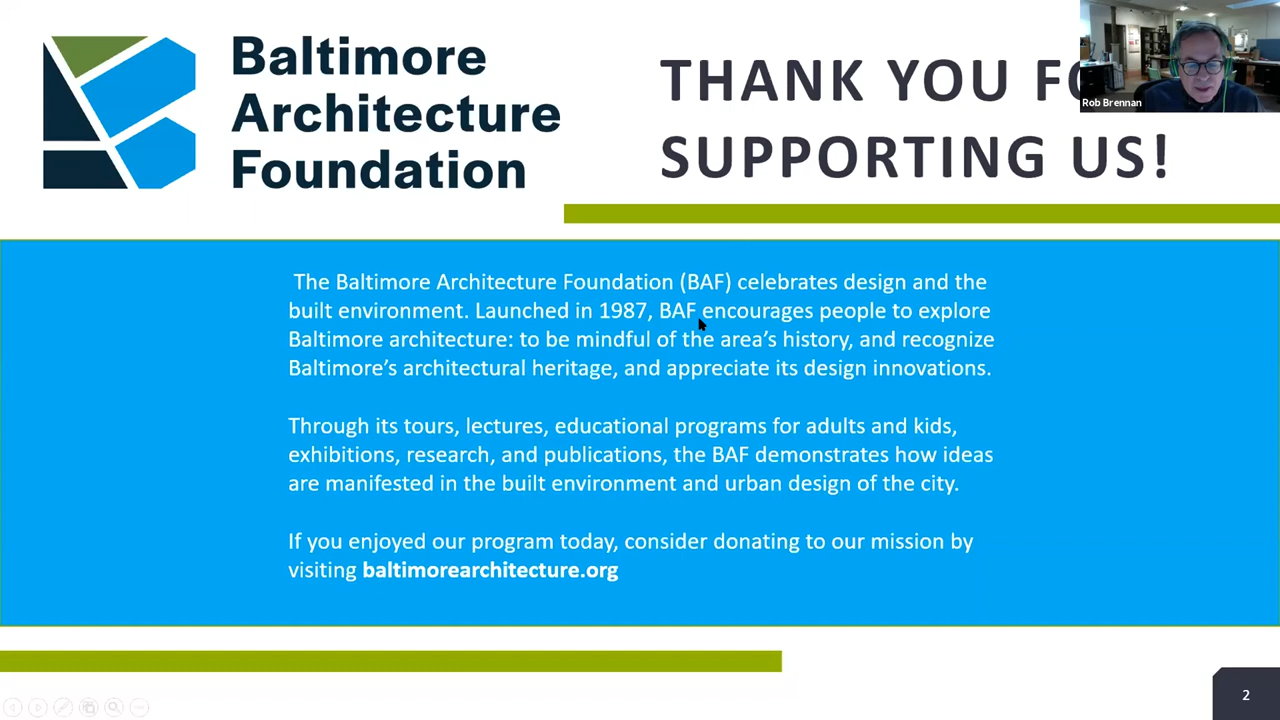 Baltimore
Architecture
Foundation
THANK YOU
SUPPORTING US!
Rob Brennan
The Baltimore Architecture Foundation (BAF) celebrates design and the
built environment. Launched in 1987, BAF encourages people to explore
Baltimore architecture: to be mindful of the area’s history, and recognize
Baltimore’s architectural heritage, and appreciate its design innovations.
Through its tours, lectures, educational programs for adults and kids,
exhibitions, research, and publications, the BAF demonstrates how ideas
are manifested in the built environment and urban design of the city.
If you enjoyed our program today, consider donating to our mission by
visiting baltimorearchitecture.org
2